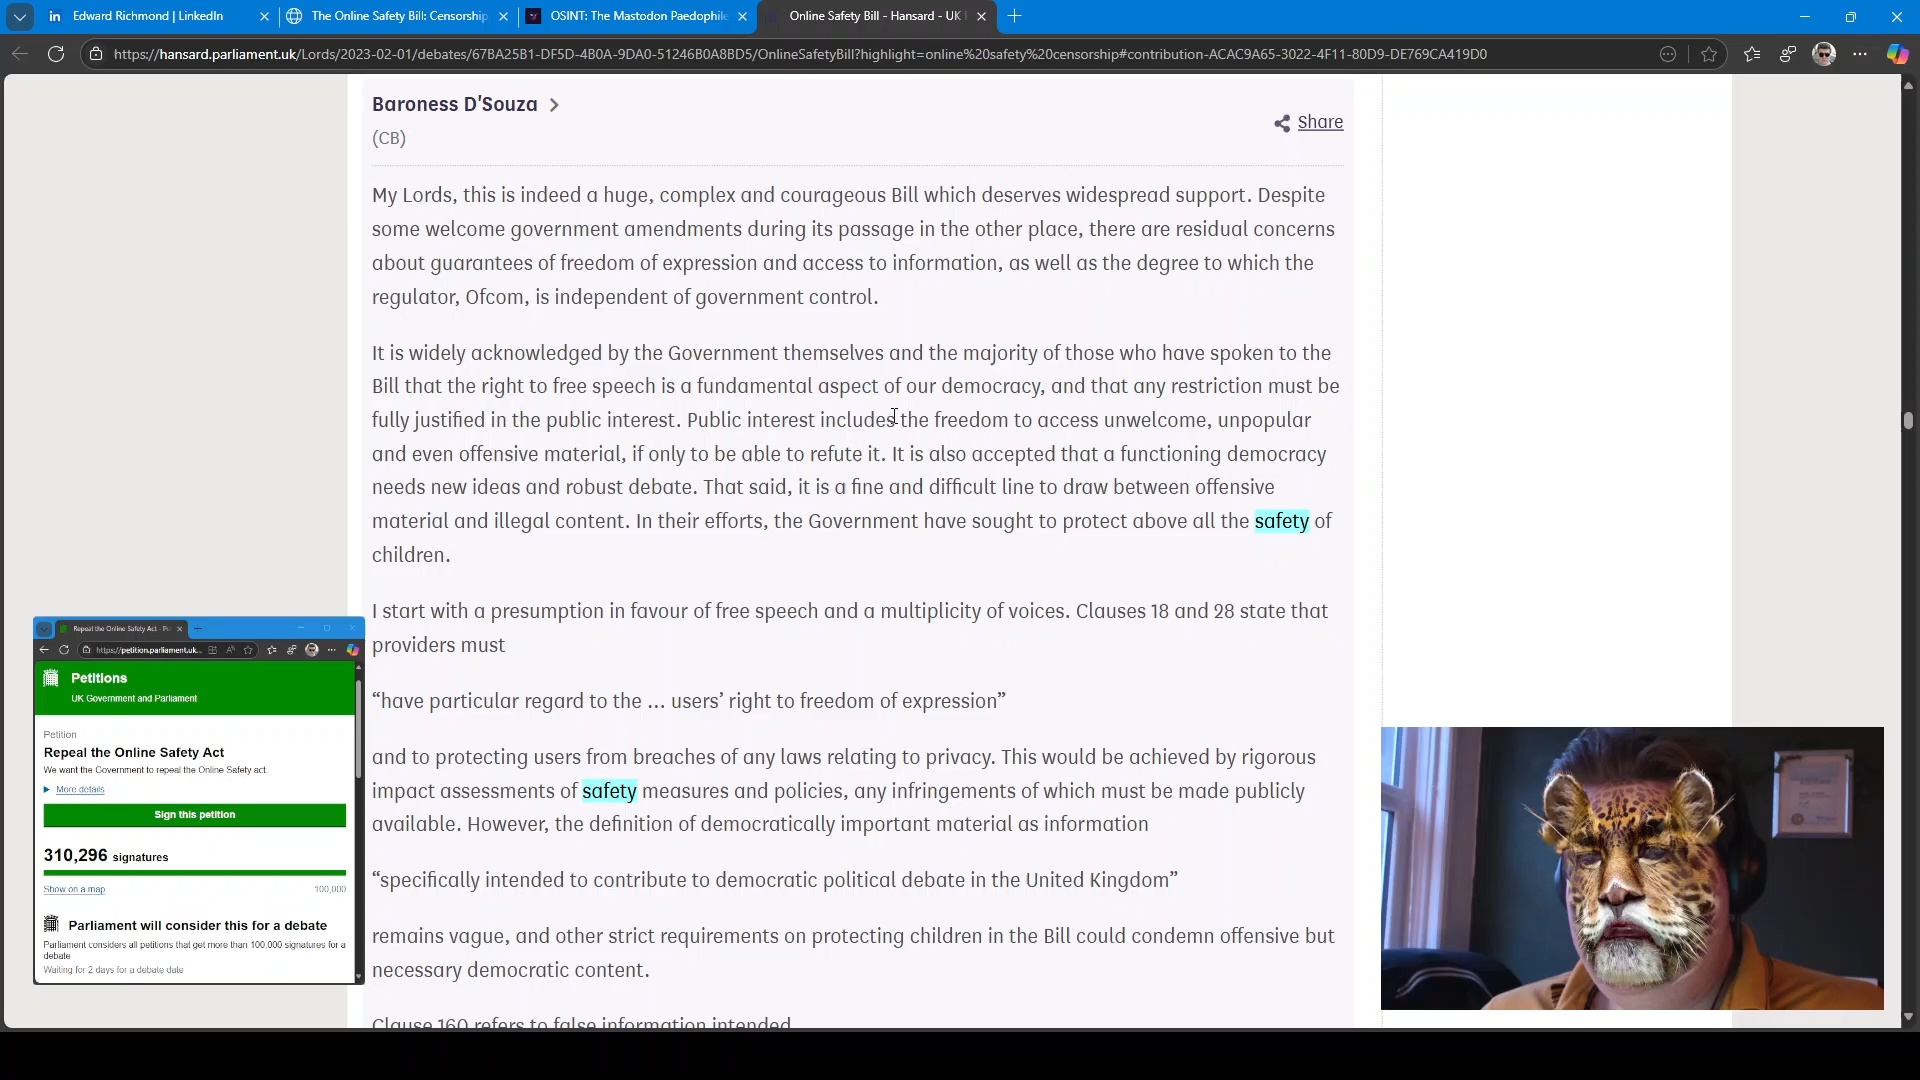 Edward Richmond | LinkedIn
The Online Safety Bill: Censorship
OSINT: The Mastodon Paedophile
Online Safety Bill - Hansard - UK
https://hansard.parliament.uk/Lords/2023-02-01/debates/67BA25B1-DF5D-4B0A-9DA0-51246B0A8BD5/OnlineSafetyBill?highlight=online%20safety%20censorship#contribution-ACAC9A65-3022-4F11-80D9-DE769CA419D0
Baroness D'Souza
(CB)
Share
My Lords, this is indeed a huge, complex and courageous Bill which deserves widespread support. Despite
some welcome government amendments during its passage in the other place, there are residual concerns
about guarantees of freedom of expression and access to information, as well as the degree to which the
regulator, Ofcom, is independent of government control.
It is widely acknowledged by the Government themselves and the majority of those who have spoken to the
Bill that the right to free speech is a fundamental aspect of our democracy, and that any restriction must be
fully justified in the public interest. Public interest includes the freedom to access unwelcome, unpopular
and even offensive material, if only to be able to refute it. It is also accepted that a functioning democracy
needs new ideas and robust debate. That said, it is a fine and difficult line to draw between offensive
material and illegal content. In their efforts, the Government have sought to protect above all the safety of
children.
I start with a presumption in favour of free speech and a multiplicity of voices. Clauses 18 and 28 state that
providers must
“have particular regard to the … users’ right to freedom of expression”
and to protecting users from breaches of any laws relating to privacy. This would be achieved by rigorous
impact assessments of safety measures and policies, any infringements of which must be made publicly
available. However, the definition of democratically important material as information
“specifically intended to contribute to democratic political debate in the United Kingdom”
remains vague, and other strict requirements on protecting children in the Bill could condemn offensive but
necessary democratic content.
Clause 160 refers to false information intended
Repeal the Online Safety Act - Pe
https://petition.parliament.uk...
Petitions
UK Government and Parliament
Petition
Repeal the Online Safety Act
We want the Government to repeal the Online Safety act.
More details
Sign this petition
310,296 signatures
Show on a map
100,000
Parliament will consider this for a debate
Parliament considers all petitions that get more than 100,000 signatures for a
debate
Waiting for 2 days for a debate date